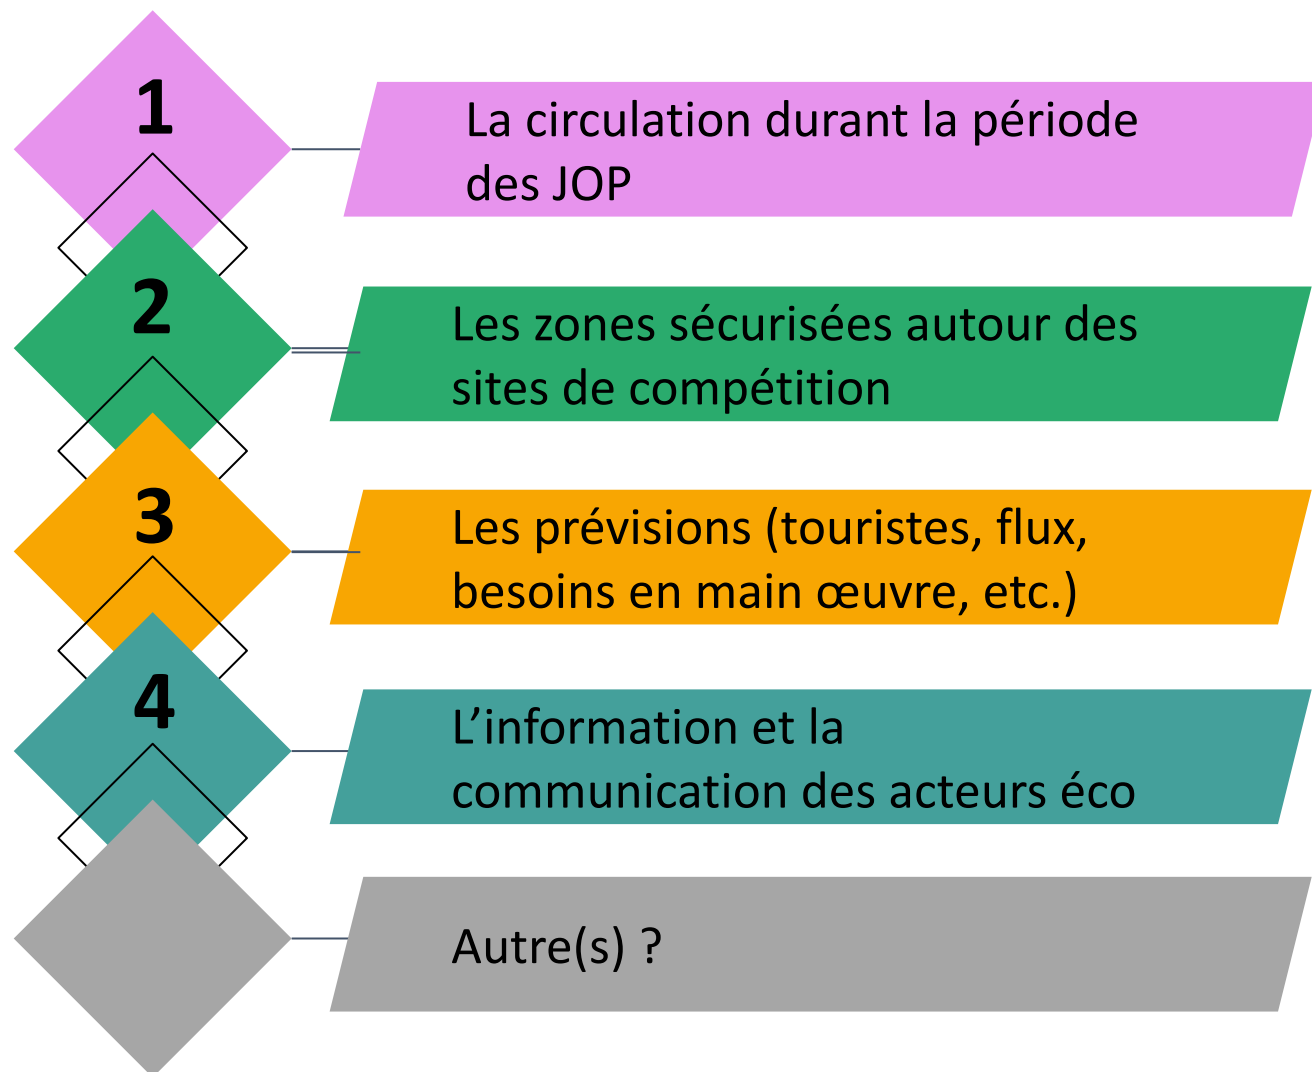 1
La circulation durant la période
des JOP
2
Les zones sécurisées autour des
sites de compétition
3
Les prévisions (touristes, flux,
besoins en main œuvre, etc.)
4
L’information et la
communication des acteurs éco
Autre(s) ?